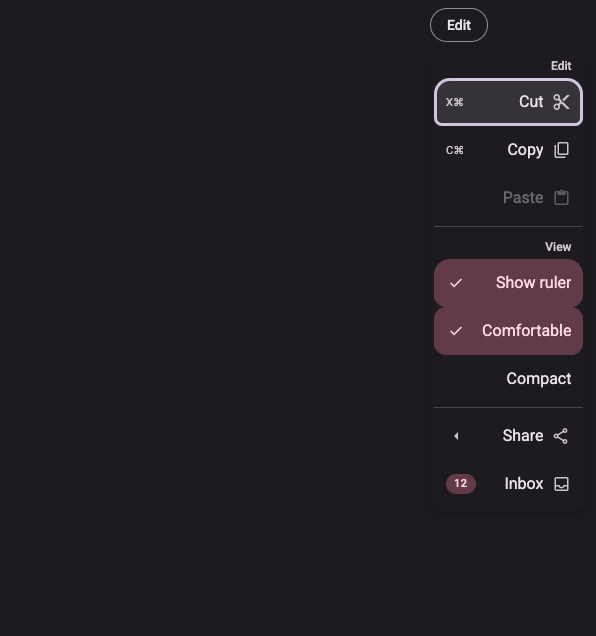 Edit
Edit
Cut X⌘
Copy C⌘
Paste
View
Show ruler
Comfortable
Compact
Share
Inbox 12